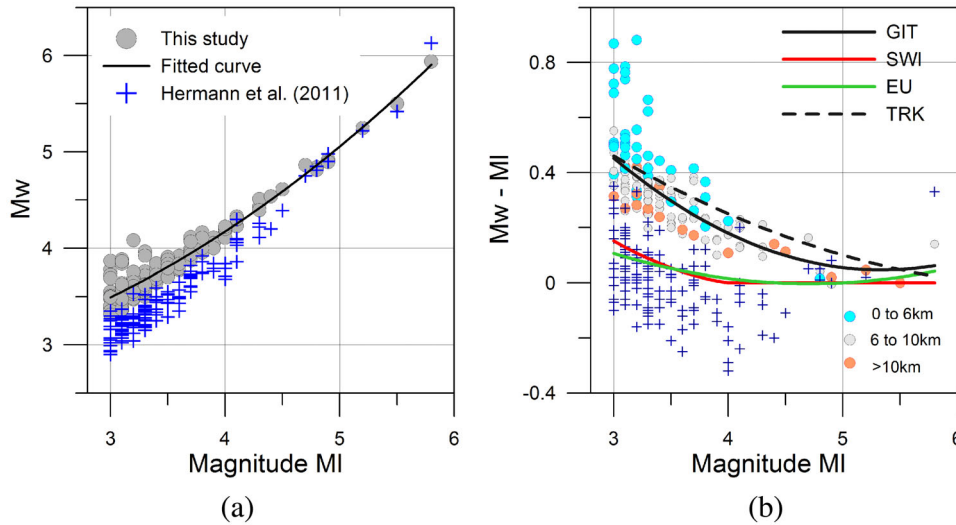 This study
Fitted curve
Hermann et al. (2011)
6
5
4
3
Mw
3 4 5 6
Magnitude Ml
(a)
GIT
SWI
EU
TRK
0.8
0.4
0
-0.4
Mw - Ml
0 to 6km
6 to 10km
>10km
3 4 5 6
Magnitude Ml
(b)